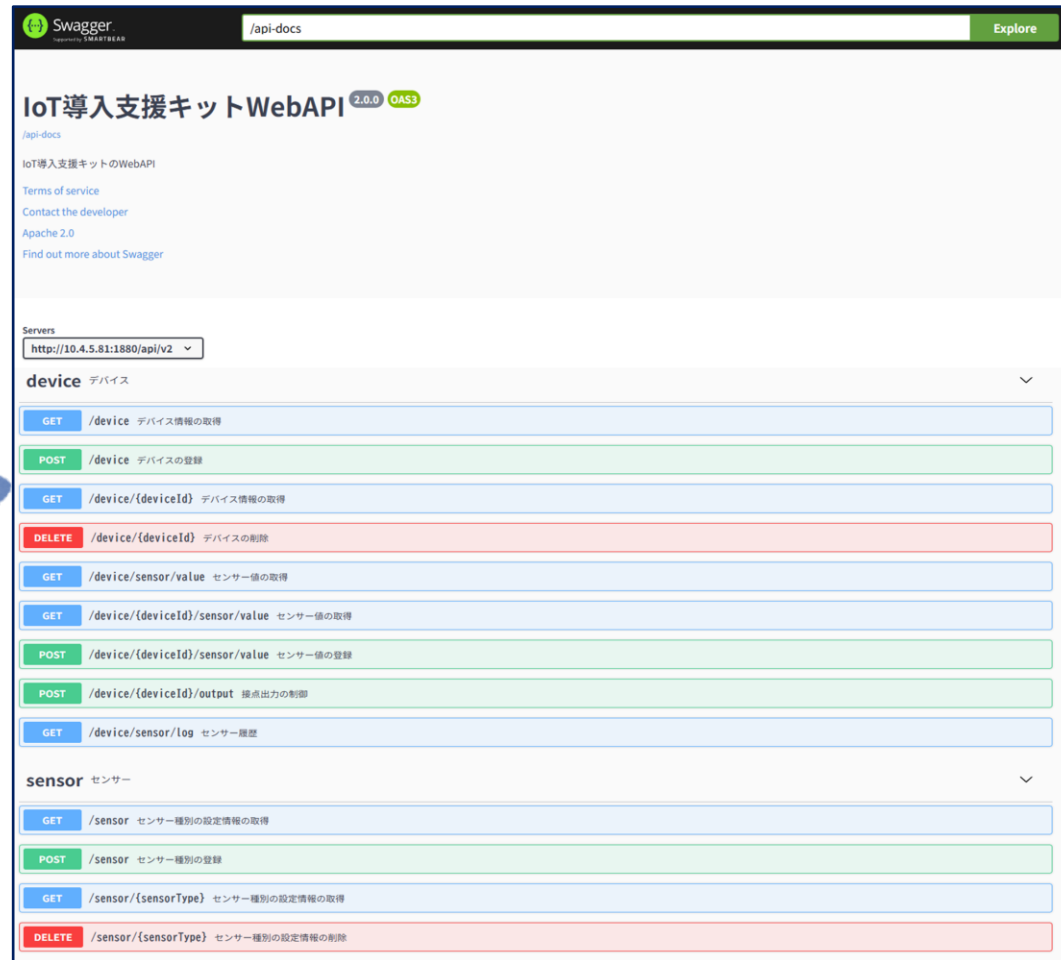 Swagger.
supported by SMARTBEAR
/api-docs
Explore
IoT導入支援キットWebAPI 2.0.0 OAS3
/api-docs
IoT導入支援キットのWebAPI
Terms of service
Contact the developer
Apache 2.0
Find out more about Swagger
Servers
http://10.4.5.81:1880/api/v2
device デバイス
GET /device デバイス情報の取得
POST /device デバイスの登録
GET /device/{deviceId} デバイス情報の取得
DELETE /device/{deviceId} デバイスの削除
GET /device/sensor/value センサー値の取得
GET /device/{deviceId}/sensor/value センサー値の取得
POST /device/{deviceId}/sensor/value センサー値の登録
POST /device/{deviceId}/output 接点出力の制御
GET /device/sensor/log センサー履歴
sensor センサー
GET /sensor センサー種別の設定情報の取得
POST /sensor センサー種別の登録
GET /sensor/{sensorType} センサー種別の設定情報の取得
DELETE /sensor/{sensorType} センサー種別の設定情報の削除